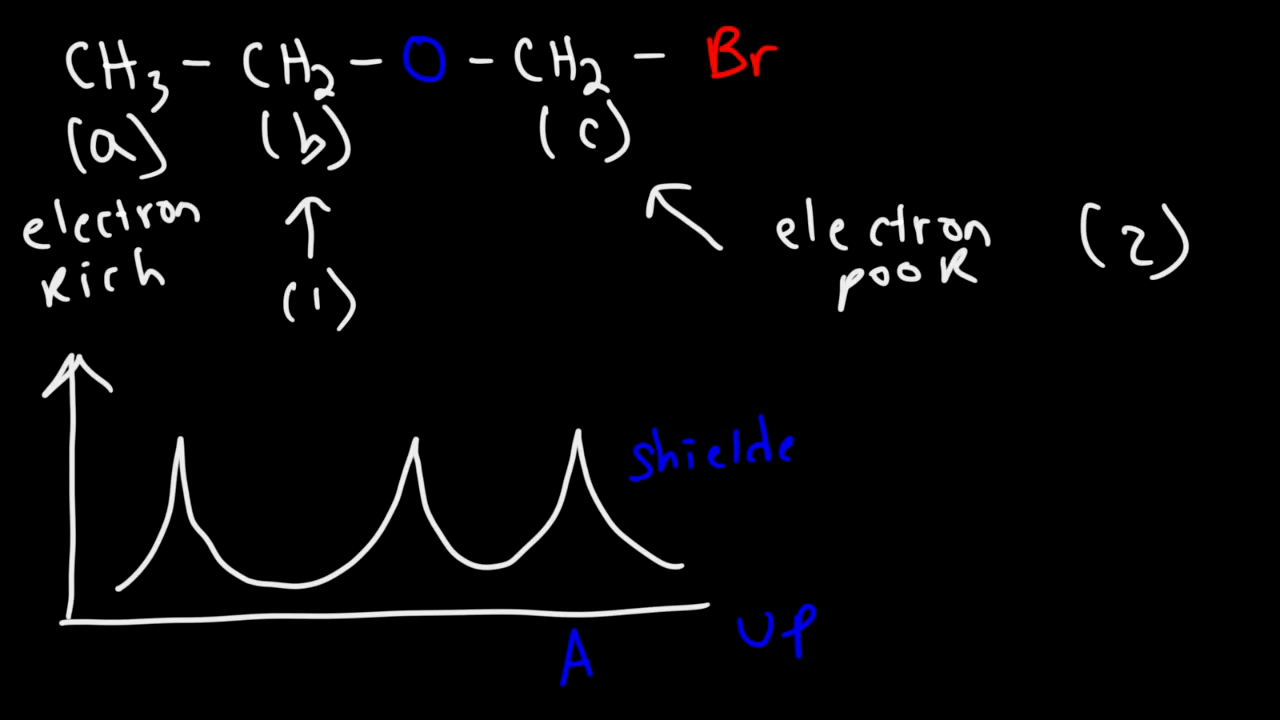 CH3 - CH2 - O - CH2 - Br
(a) (b) (c)
electron rich
(1)
electron poor (2)
shielde
A
up